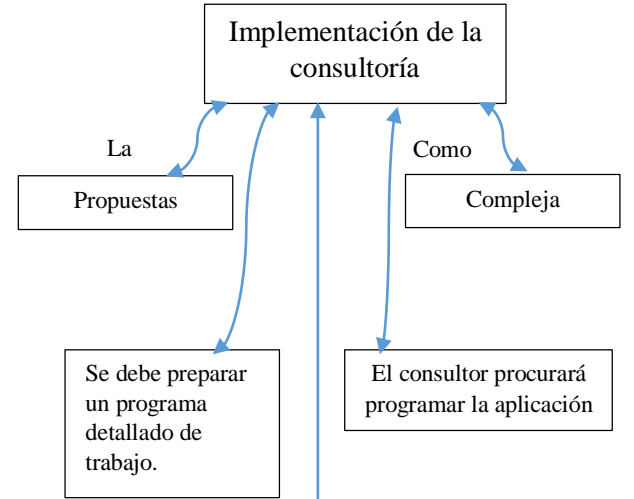 Implementación de la
consultoría
La
Como
Propuestas
Compleja
Se debe preparar
un programa
detallado de
trabajo.
El consultor procurará
programar la aplicación